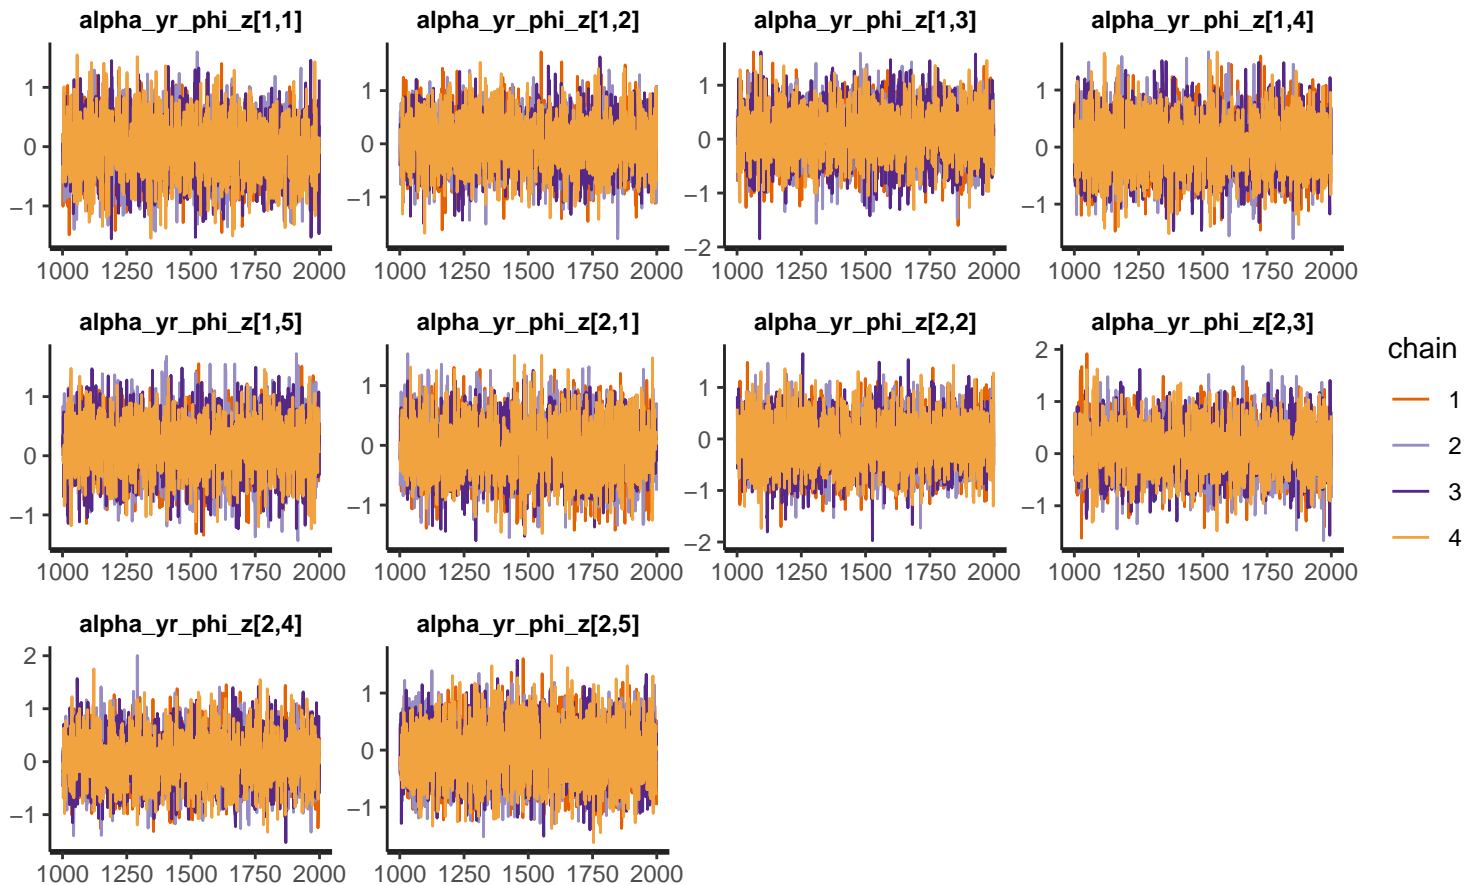 alpha_yr_phi_z[1,1] alpha_yr_phi_z[1,2] alpha_yr_phi_z[1,3] alpha_yr_phi_z[1,4]
1 1 1 1
0 0 0 0
−1 −1 −1 −1
−2
1000 1250 1500 1750 2000 1000 1250 1500 1750 2000 1000 1250 1500 1750 2000 1000 1250 1500 1750 2000
alpha_yr_phi_z[1,5] alpha_yr_phi_z[2,1] alpha_yr_phi_z[2,2] alpha_yr_phi_z[2,3]
2
1 1 1 1
0 0 0 0
−1 −1 −1 −1
−2
1000 1250 1500 1750 2000 1000 1250 1500 1750 2000 1000 1250 1500 1750 2000 1000 1250 1500 1750 2000
chain
1
2
3
4
alpha_yr_phi_z[2,4] alpha_yr_phi_z[2,5]
2
1 1
0 0
−1 −1
1000 1250 1500 1750 2000 1000 1250 1500 1750 2000